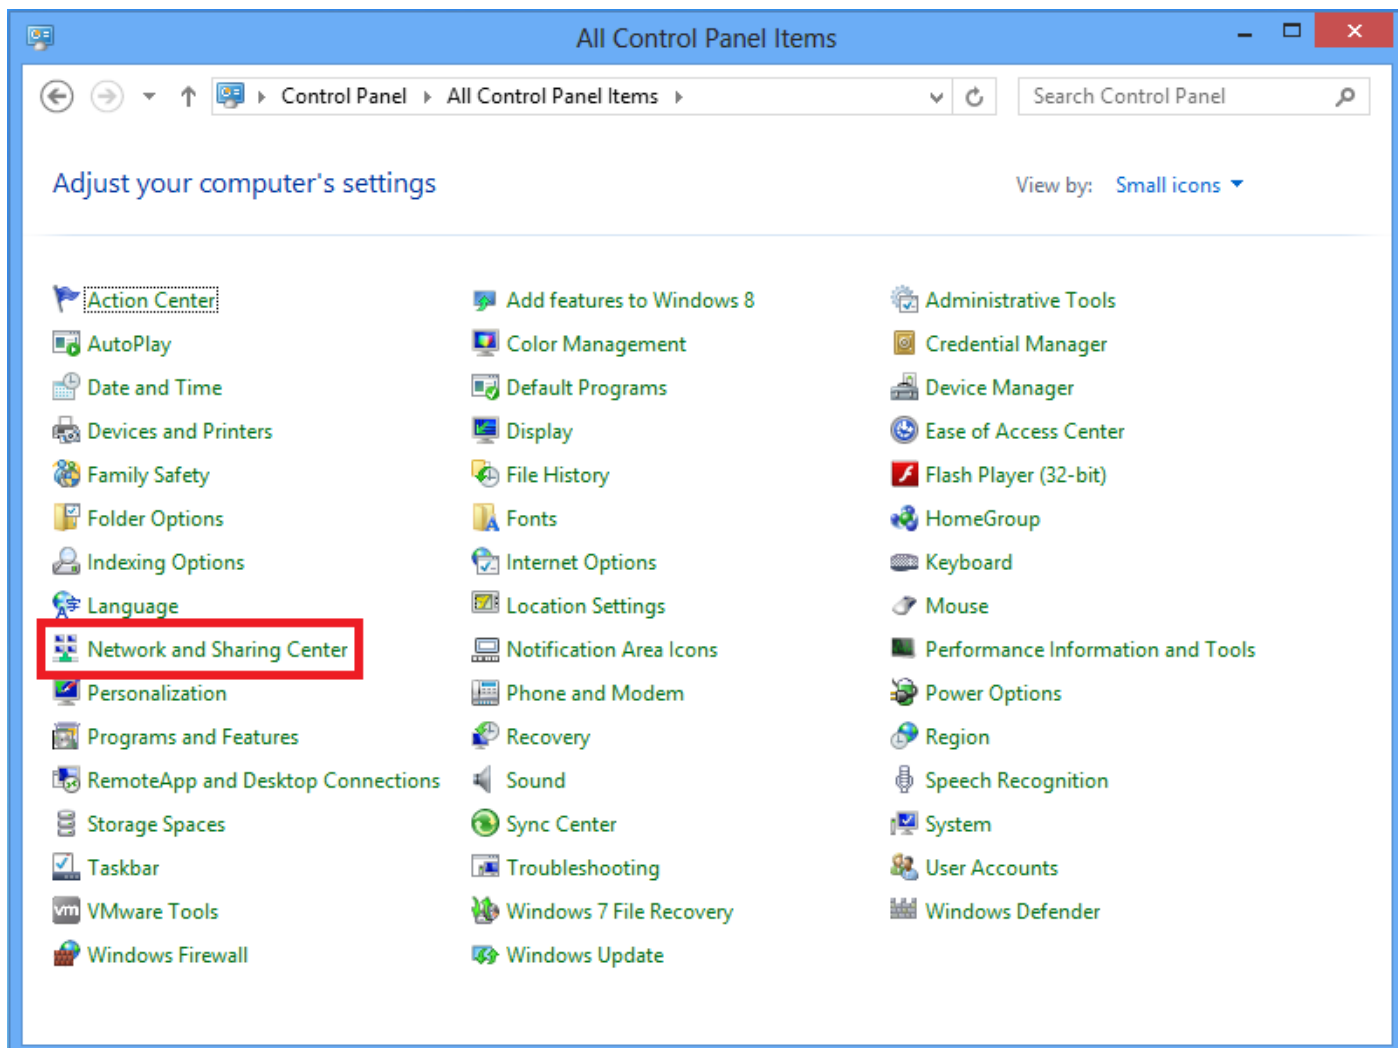 All Control Panel Items
Control Panel All Control Panel Items
Search Control Panel
Adjust your computer's settings
View by: Small icons
Action Center Add features to Windows 8 Administrative Tools
AutoPlay Color Management Credential Manager
Date and Time Default Programs Device Manager
Devices and Printers Display Ease of Access Center
Family Safety File History Flash Player (32-bit)
Folder Options Fonts HomeGroup
Indexing Options Internet Options Keyboard
Language Location Settings Mouse
Network and Sharing Center Notification Area Icons Performance Information and Tools
Personalization Phone and Modem Power Options
Programs and Features Recovery Region
RemoteApp and Desktop Connections Sound Speech Recognition
Storage Spaces Sync Center System
Taskbar Troubleshooting User Accounts
vm VMware Tools Windows 7 File Recovery Windows Defender
Windows Firewall Windows Update